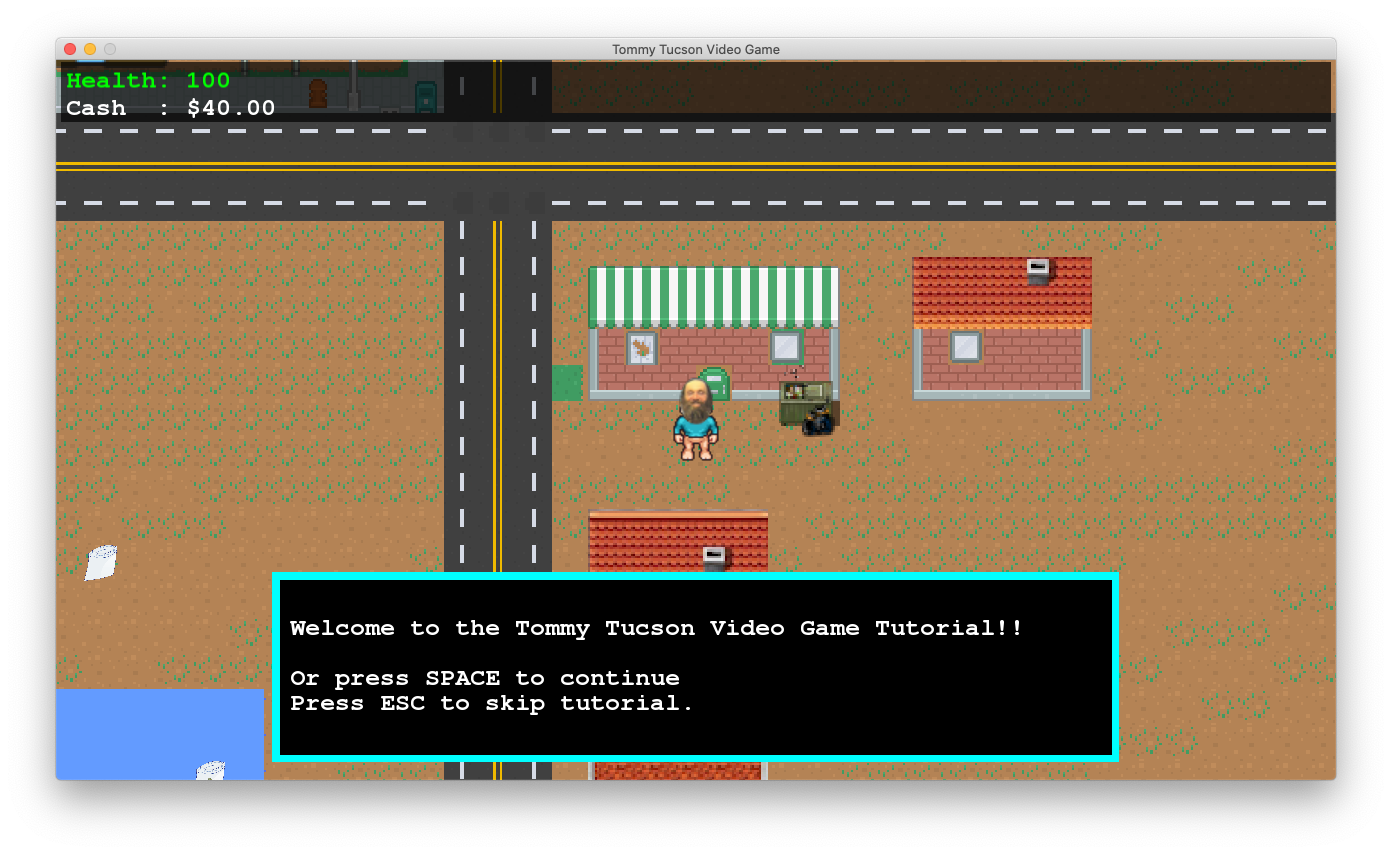 Tommy Tucson Video Game
Health: 100
Cash  : $40.00
Welcome to the Tommy Tucson Video Game Tutorial!!
Or press SPACE to continue
Press ESC to skip tutorial.